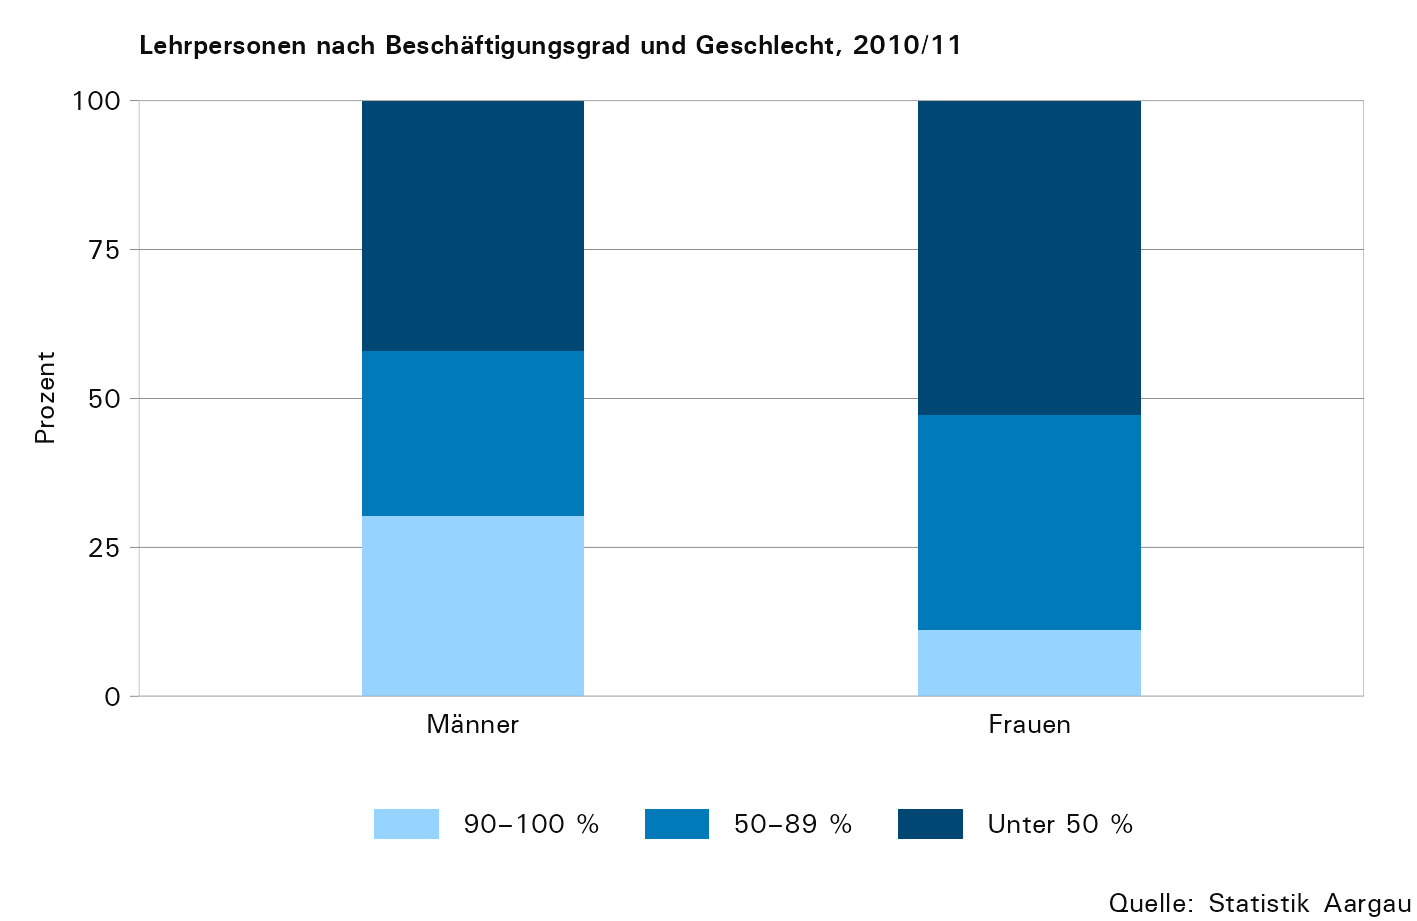 Lehrpersonen nach Beschäftigungsgrad und Geschlecht, 2010/11
100
75
50
25
0
Prozent
Männer Frauen
90–100 % 50–89 % Unter 50 %
Quelle: Statistik Aargau